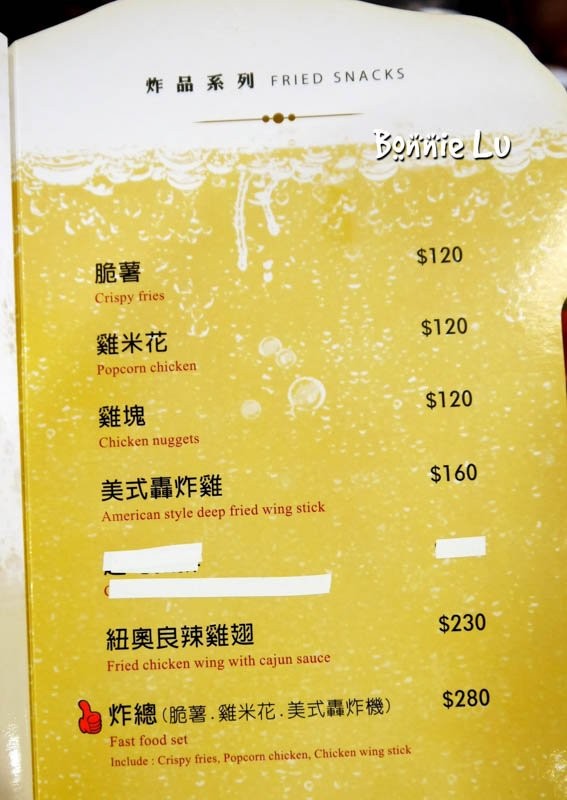 炸品系列 FRIED SNACKS
Bonnie Lu
脆薯 $120
Crispy fries
雞米花 $120
Popcorn chicken
雞塊 $120
Chicken nuggets
美式轟炸雞 $160
American style deep fried wing stick
紐奧良辣雞翅 $230
Fried chicken wing with cajun sauce
炸總(脆薯.雞米花.美式轟炸機) $280
Fast food set
Include : Crispy fries, Popcorn chicken, Chicken wing stick